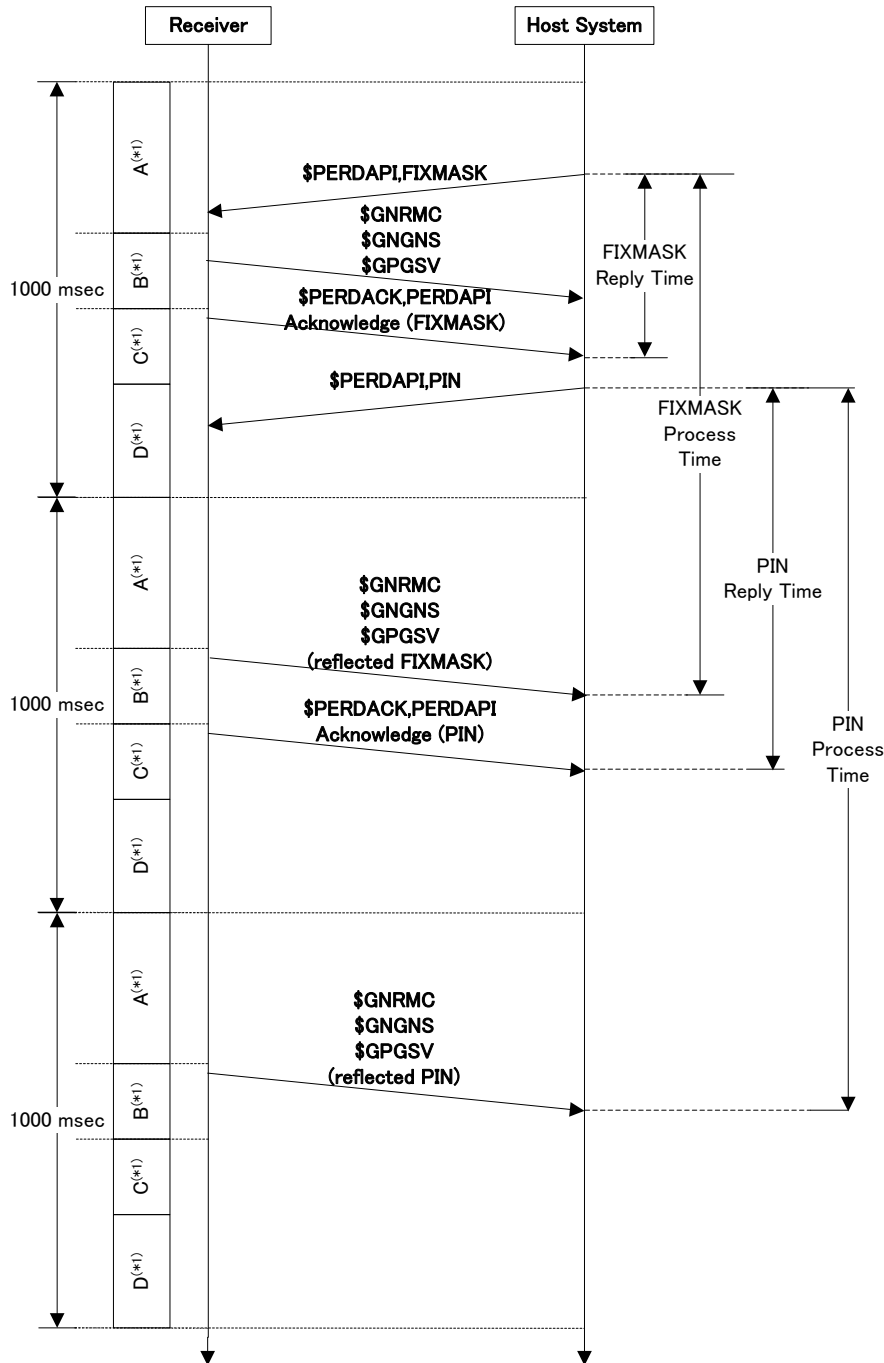 Receiver
Host System
A(*1)
$PERDAPI,FIXMASK
$GNRMC
$GNGNS
$GPGSV
FIXMASK
Reply Time
B(*1)
1000 msec
$PERDACK,PERDAPI
Acknowledge (FIXMASK)
C(*1)
$PERDAPI,PIN
FIXMASK
Process
Time
D(*1)
A(*1)
$GNRMC
$GNGNS
$GPGSV
(reflected FIXMASK)
PIN
Reply Time
B(*1)
1000 msec
$PERDACK,PERDAPI
Acknowledge (PIN)
PIN
Process
Time
C(*1)
D(*1)
A(*1)
$GNRMC
$GNGNS
$GPGSV
(reflected PIN)
B(*1)
1000 msec
C(*1)
D(*1)